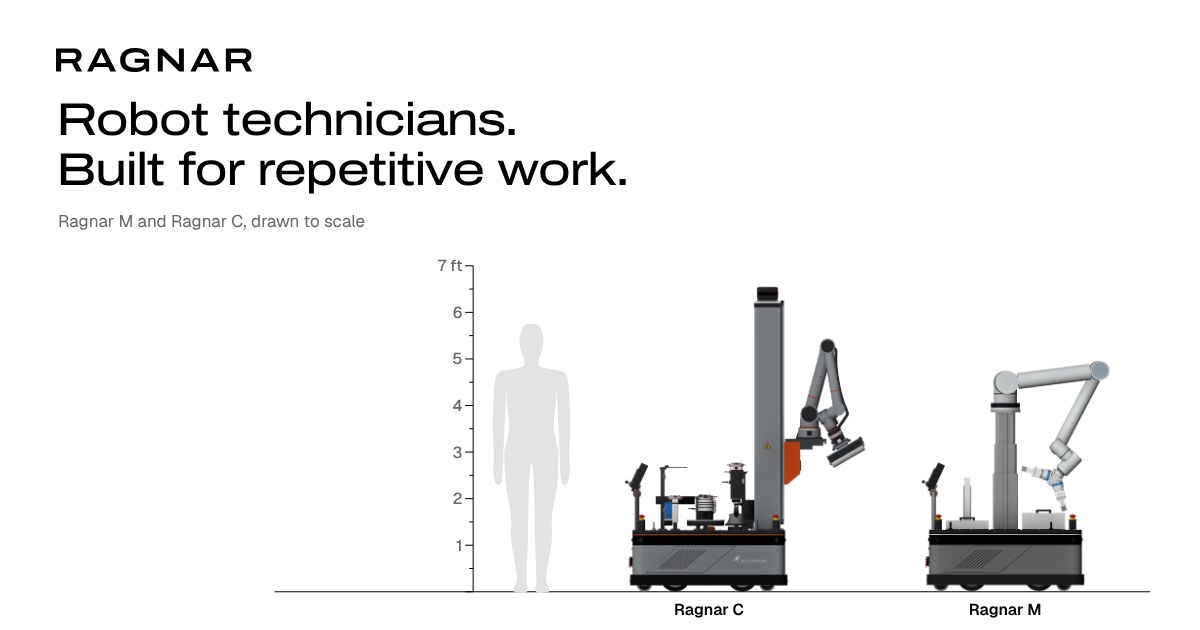 RAGNAR
Robot technicians.
Built for repetitive work.
Ragnar M and Ragnar C, drawn to scale
7 ft
6
5
4
3
2
1
RAGNAR
Ragnar C
Ragnar M